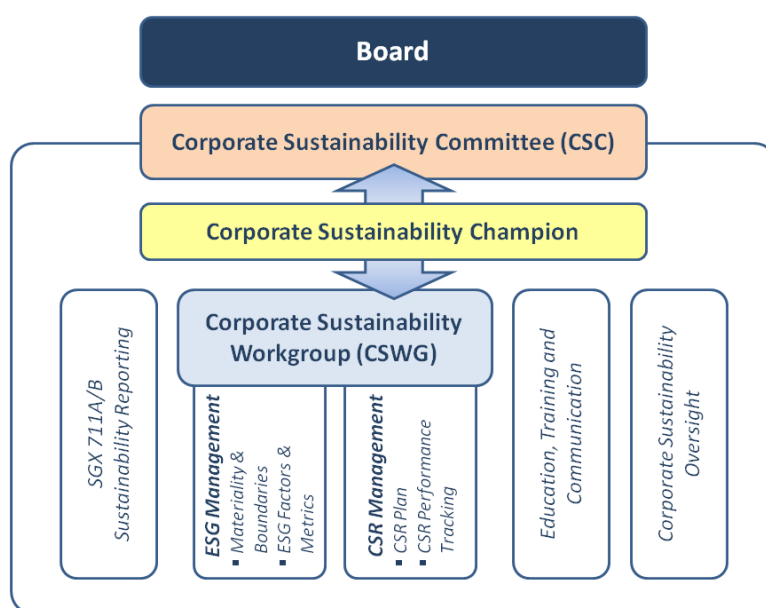 Board
Corporate Sustainability Committee (CSC)
Corporate Sustainability Champion
Corporate Sustainability
Workgroup (CSWG)
SGX 711A/B
Sustainability Reporting
ESG Management
▪ Materiality &
Boundaries
▪ ESG Factors &
Metrics
CSR Management
▪ CSR Plan
▪ CSR Performance
Tracking
Education, Training and
Communication
Corporate Sustainability
Oversight